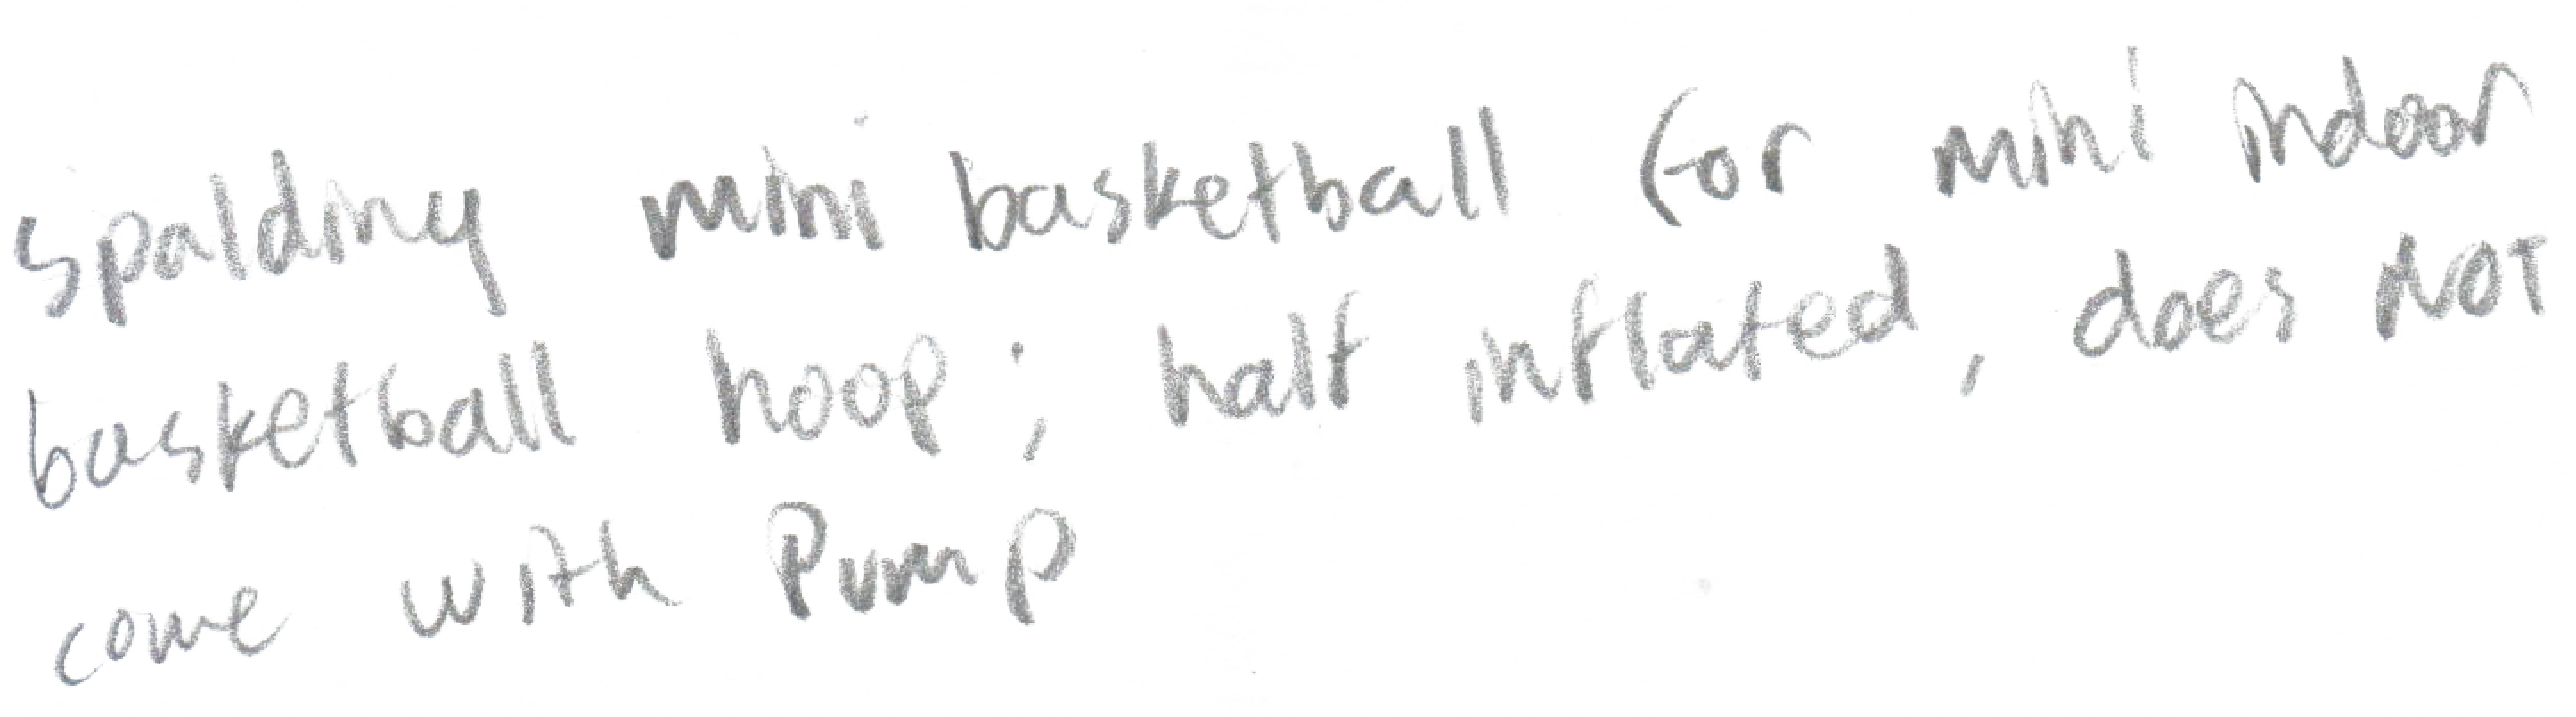 spalding mini basketball for mini indoor
basketball hoop; half inflated, does NOT
come with pump